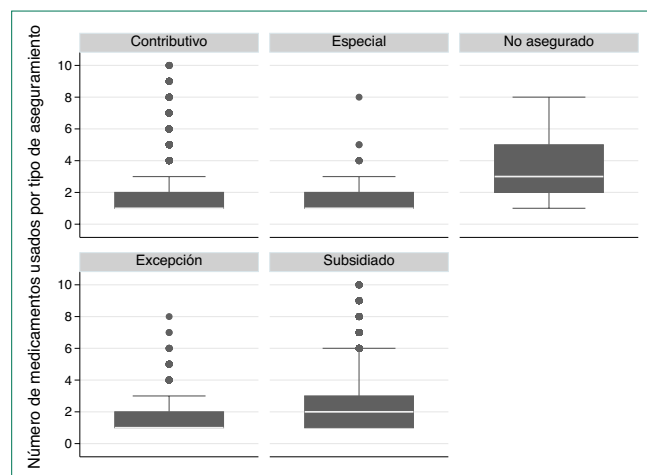 Número de medicamentos usados por tipo de aseguramiento
Contributivo
Especial
No asegurado
10
8
6
4
2
0
Excepción
Subsidiado
10
8
6
4
2
0